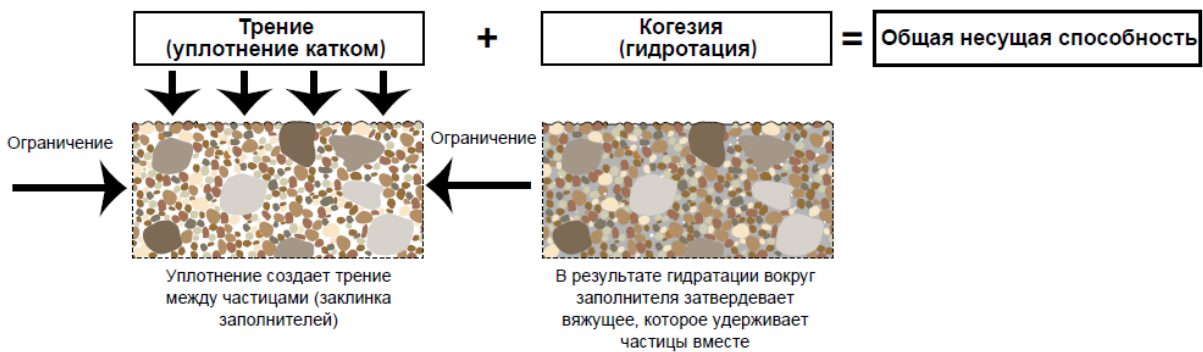 Трение
(уплотнение катком)
+
Когезия
(гидротация)
=
Общая несущая способность
Ограничение
Ограничение
Уплотнение создает трение
между частицами (заклинка
заполнителей)
В результате гидратации вокруг
заполнителя затвердевает
вяжущее, которое удерживает
частицы вместе